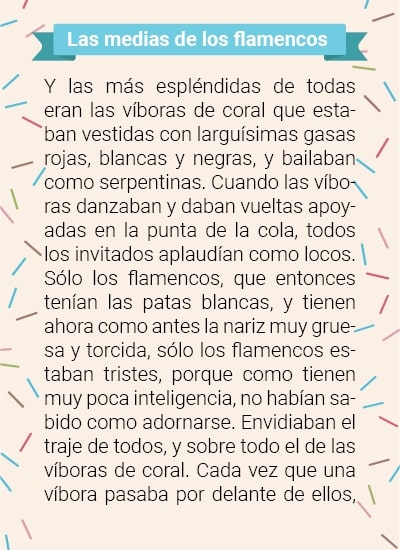 Las medias de los flamencos
Y las más espléndidas de todas
eran las víboras de coral que esta-
ban vestidas con larguísimas gasas
rojas, blancas y negras, y bailaban
como serpentinas. Cuando las víbo-
ras danzaban y daban vueltas apoy-
adas en la punta de la cola, todos
los invitados aplaudían como locos.
Sólo los flamencos, que entonces
tenían las patas blancas, y tienen
ahora como antes la nariz muy grue-
sa y torcida, sólo los flamencos es-
taban tristes, porque como tienen
muy poca inteligencia, no habían sa-
bido como adornarse. Envidiaban el
traje de todos, y sobre todo el de las
víboras de coral. Cada vez que una
víbora pasaba por delante de ellos,